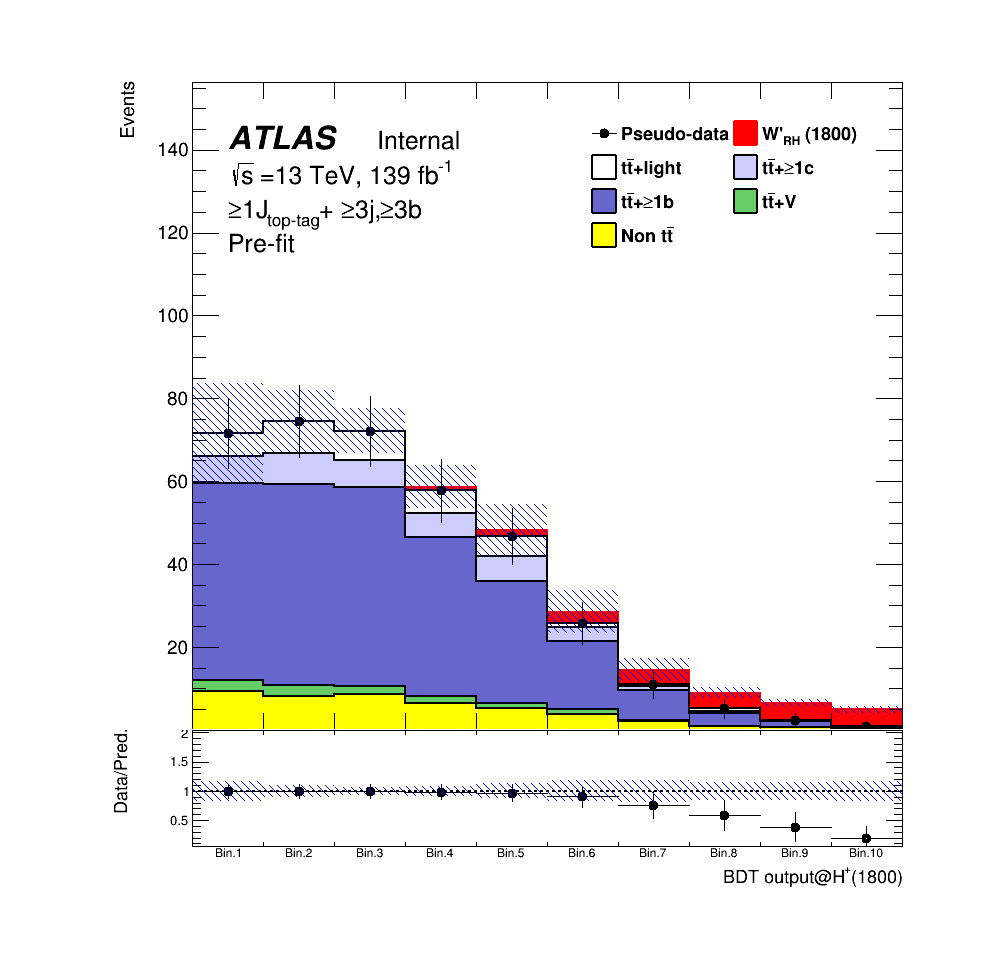 Events
ATLAS Internal
√s =13 TeV, 139 fb⁻¹
≥1J_top-tag+ ≥3j,≥3b
Pre-fit
Pseudo-data
W'_RH (1800)
tt̄+light
tt̄+≥1c
tt̄+≥1b
tt̄+V
Non tt̄
140
120
100
80
60
40
20
Data/Pred.
2
1.5
1
0.5
Bin.1 Bin.2 Bin.3 Bin.4 Bin.5 Bin.6 Bin.7 Bin.8 Bin.9 Bin.10
BDT output@H⁺(1800)